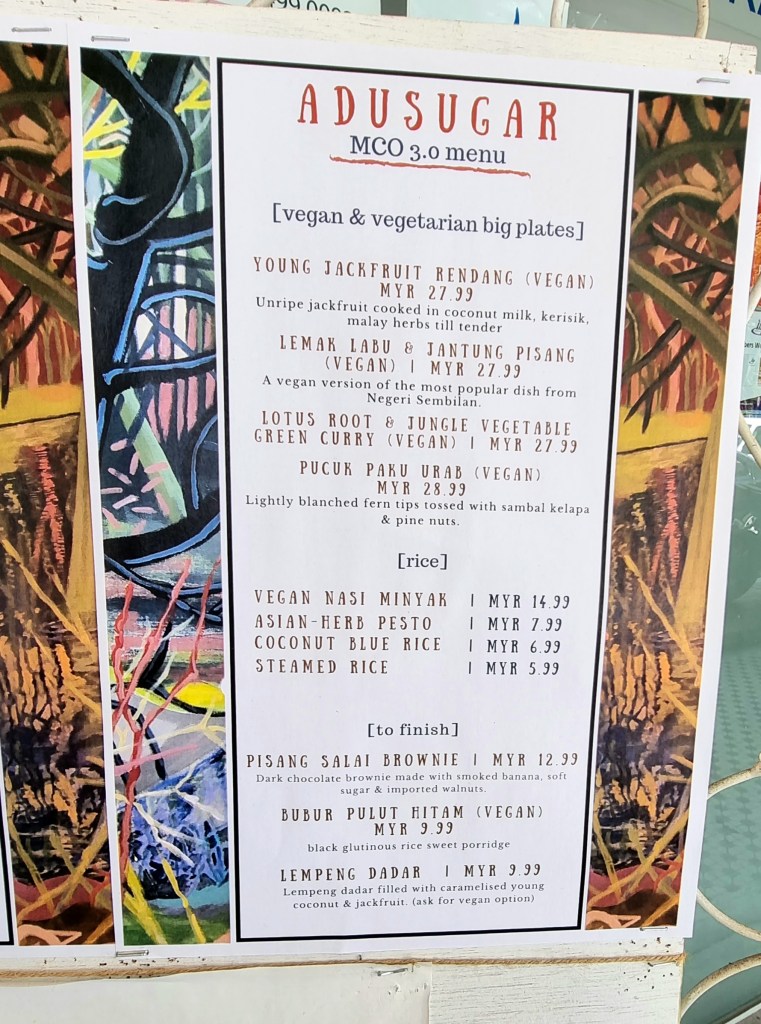 ADUSUGAR
MCO 3.0 menu
[vegan & vegetarian big plates]
YOUNG JACKFRUIT RENDANG (VEGAN)
MYR 27.99
Unripe jackfruit cooked in coconut milk, kerisik,
malay herbs till tender
LEMAK LABU & JANTUNG PISANG
(VEGAN) | MYR 27.99
A vegan version of the most popular dish from
Negeri Sembilan.
LOTUS ROOT & JUNGLE VEGETABLE
GREEN CURRY (VEGAN) | MYR 27.99
PUCUK PAKU URAB (VEGAN)
MYR 28.99
Lightly blanched fern tips tossed with sambal kelapa
& pine nuts.
[rice]
VEGAN NASI MINYAK | MYR 14.99
ASIAN-HERB PESTO | MYR 7.99
COCONUT BLUE RICE | MYR 6.99
STEAMED RICE | MYR 5.99
[to finish]
PISANG SALAI BROWNIE | MYR 12.99
Dark chocolate brownie made with smoked banana, soft
sugar & imported walnuts.
BUBUR PULUT HITAM (VEGAN)
MYR 9.99
black glutinous rice sweet porridge
LEMPENG DADAR | MYR 9.99
Lempeng dadar filled with caramelised young
coconut & jackfruit. (ask for vegan option)